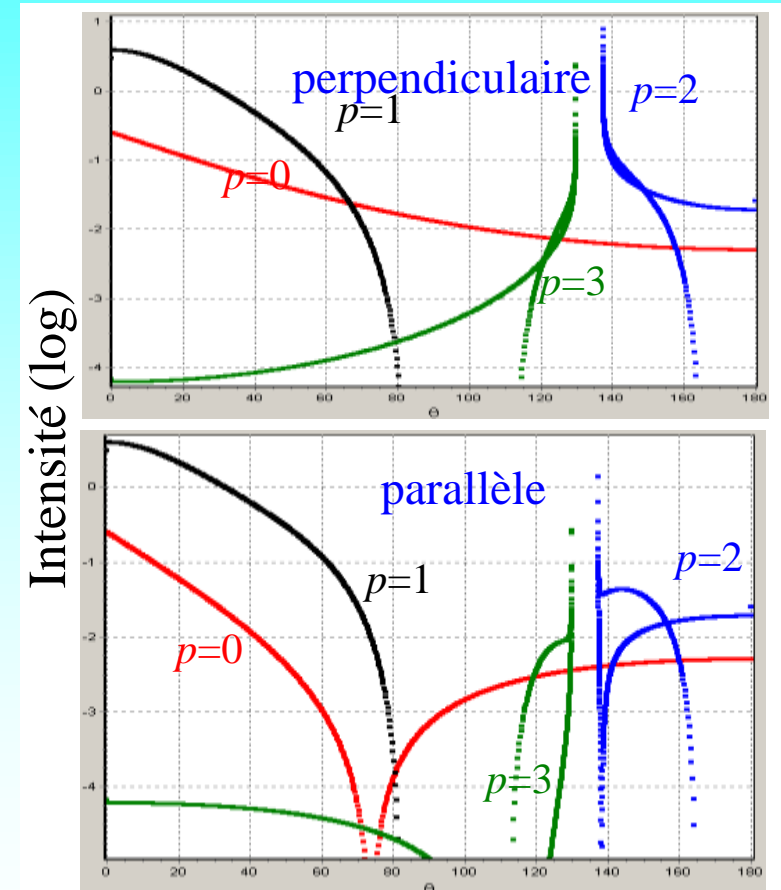 Intensité (log)
1
0
-1
-2
-3
-4
perpendiculaire
p=1
p=2
p=0
p=3
0 20 40 60 80 100 120 140 160 180
Θ
0
-1
-2
-3
-4
parallèle
p=1
p=2
p=0
p=3
0 20 40 60 80 100 120 140 160 180
Θ